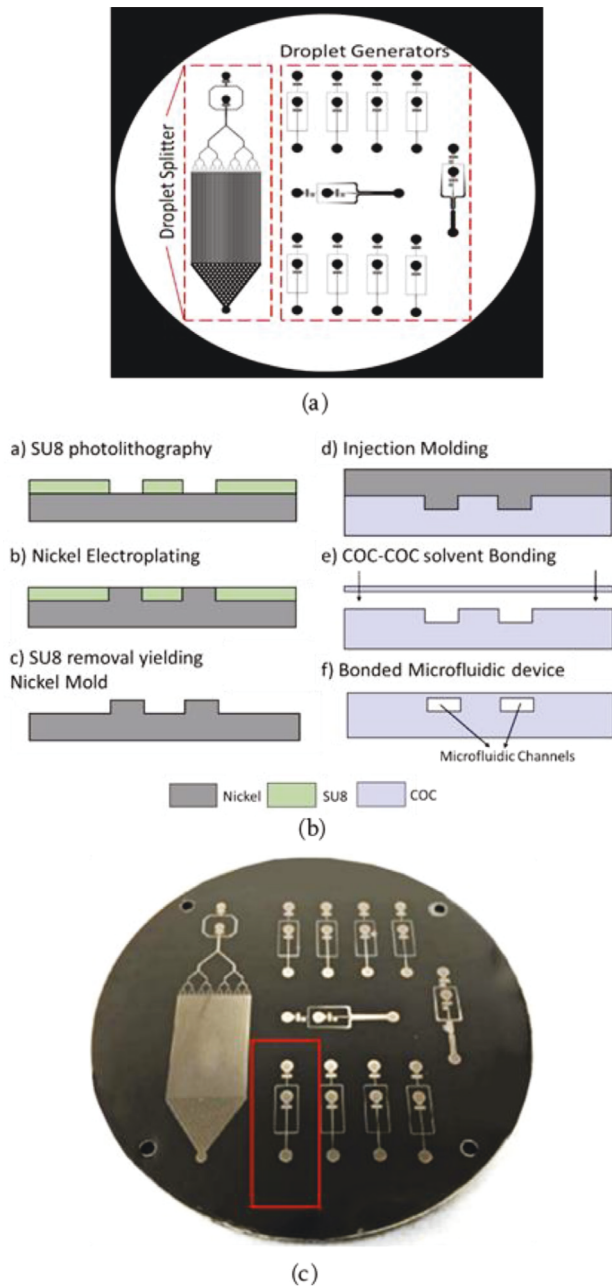 Droplet Generators
Droplet Splitter
(a)
a) SU8 photolithography
b) Nickel Electroplating
c) SU8 removal yielding
Nickel Mold
d) Injection Molding
e) COC-COC solvent Bonding
f) Bonded Microfluidic device
Microfluidic Channels
Nickel
SU8
COC
(b)
(c)